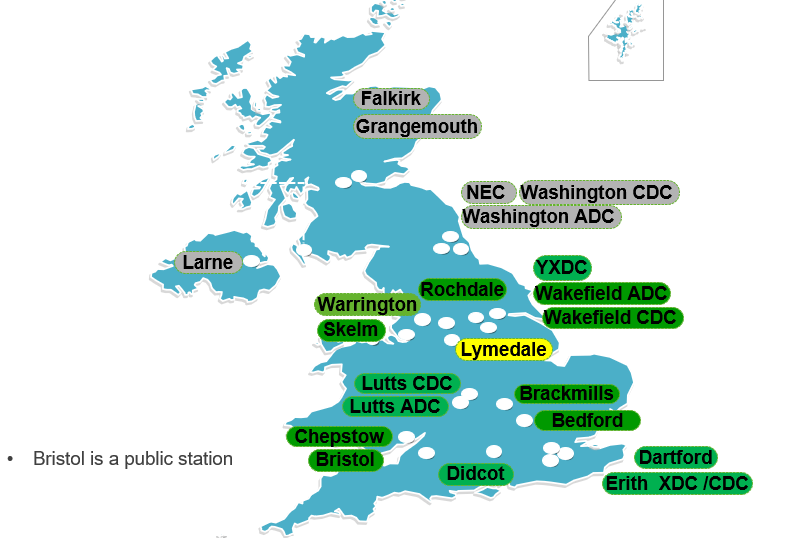 Falkirk
Grangemouth
NEC
Washington CDC
Washington ADC
Larne
YXDC
Rochdale
Wakefield ADC
Warrington
Wakefield CDC
Skelm
Lymedale
Lutts CDC
Brackmills
Lutts ADC
Bedford
Chepstow
• Bristol is a public station
Bristol
Dartford
Didcot
Erith XDC /CDC